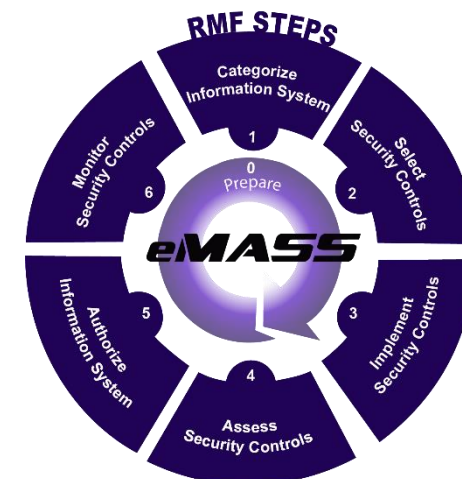 RMF STEPS
Categorize
Information System
1
Select
Security Controls
2
Implement
Security Controls
3
4
Assess
Security Controls
Authorize
Information System
5
Monitor
Security Controls
6
0
Prepare
eMASS